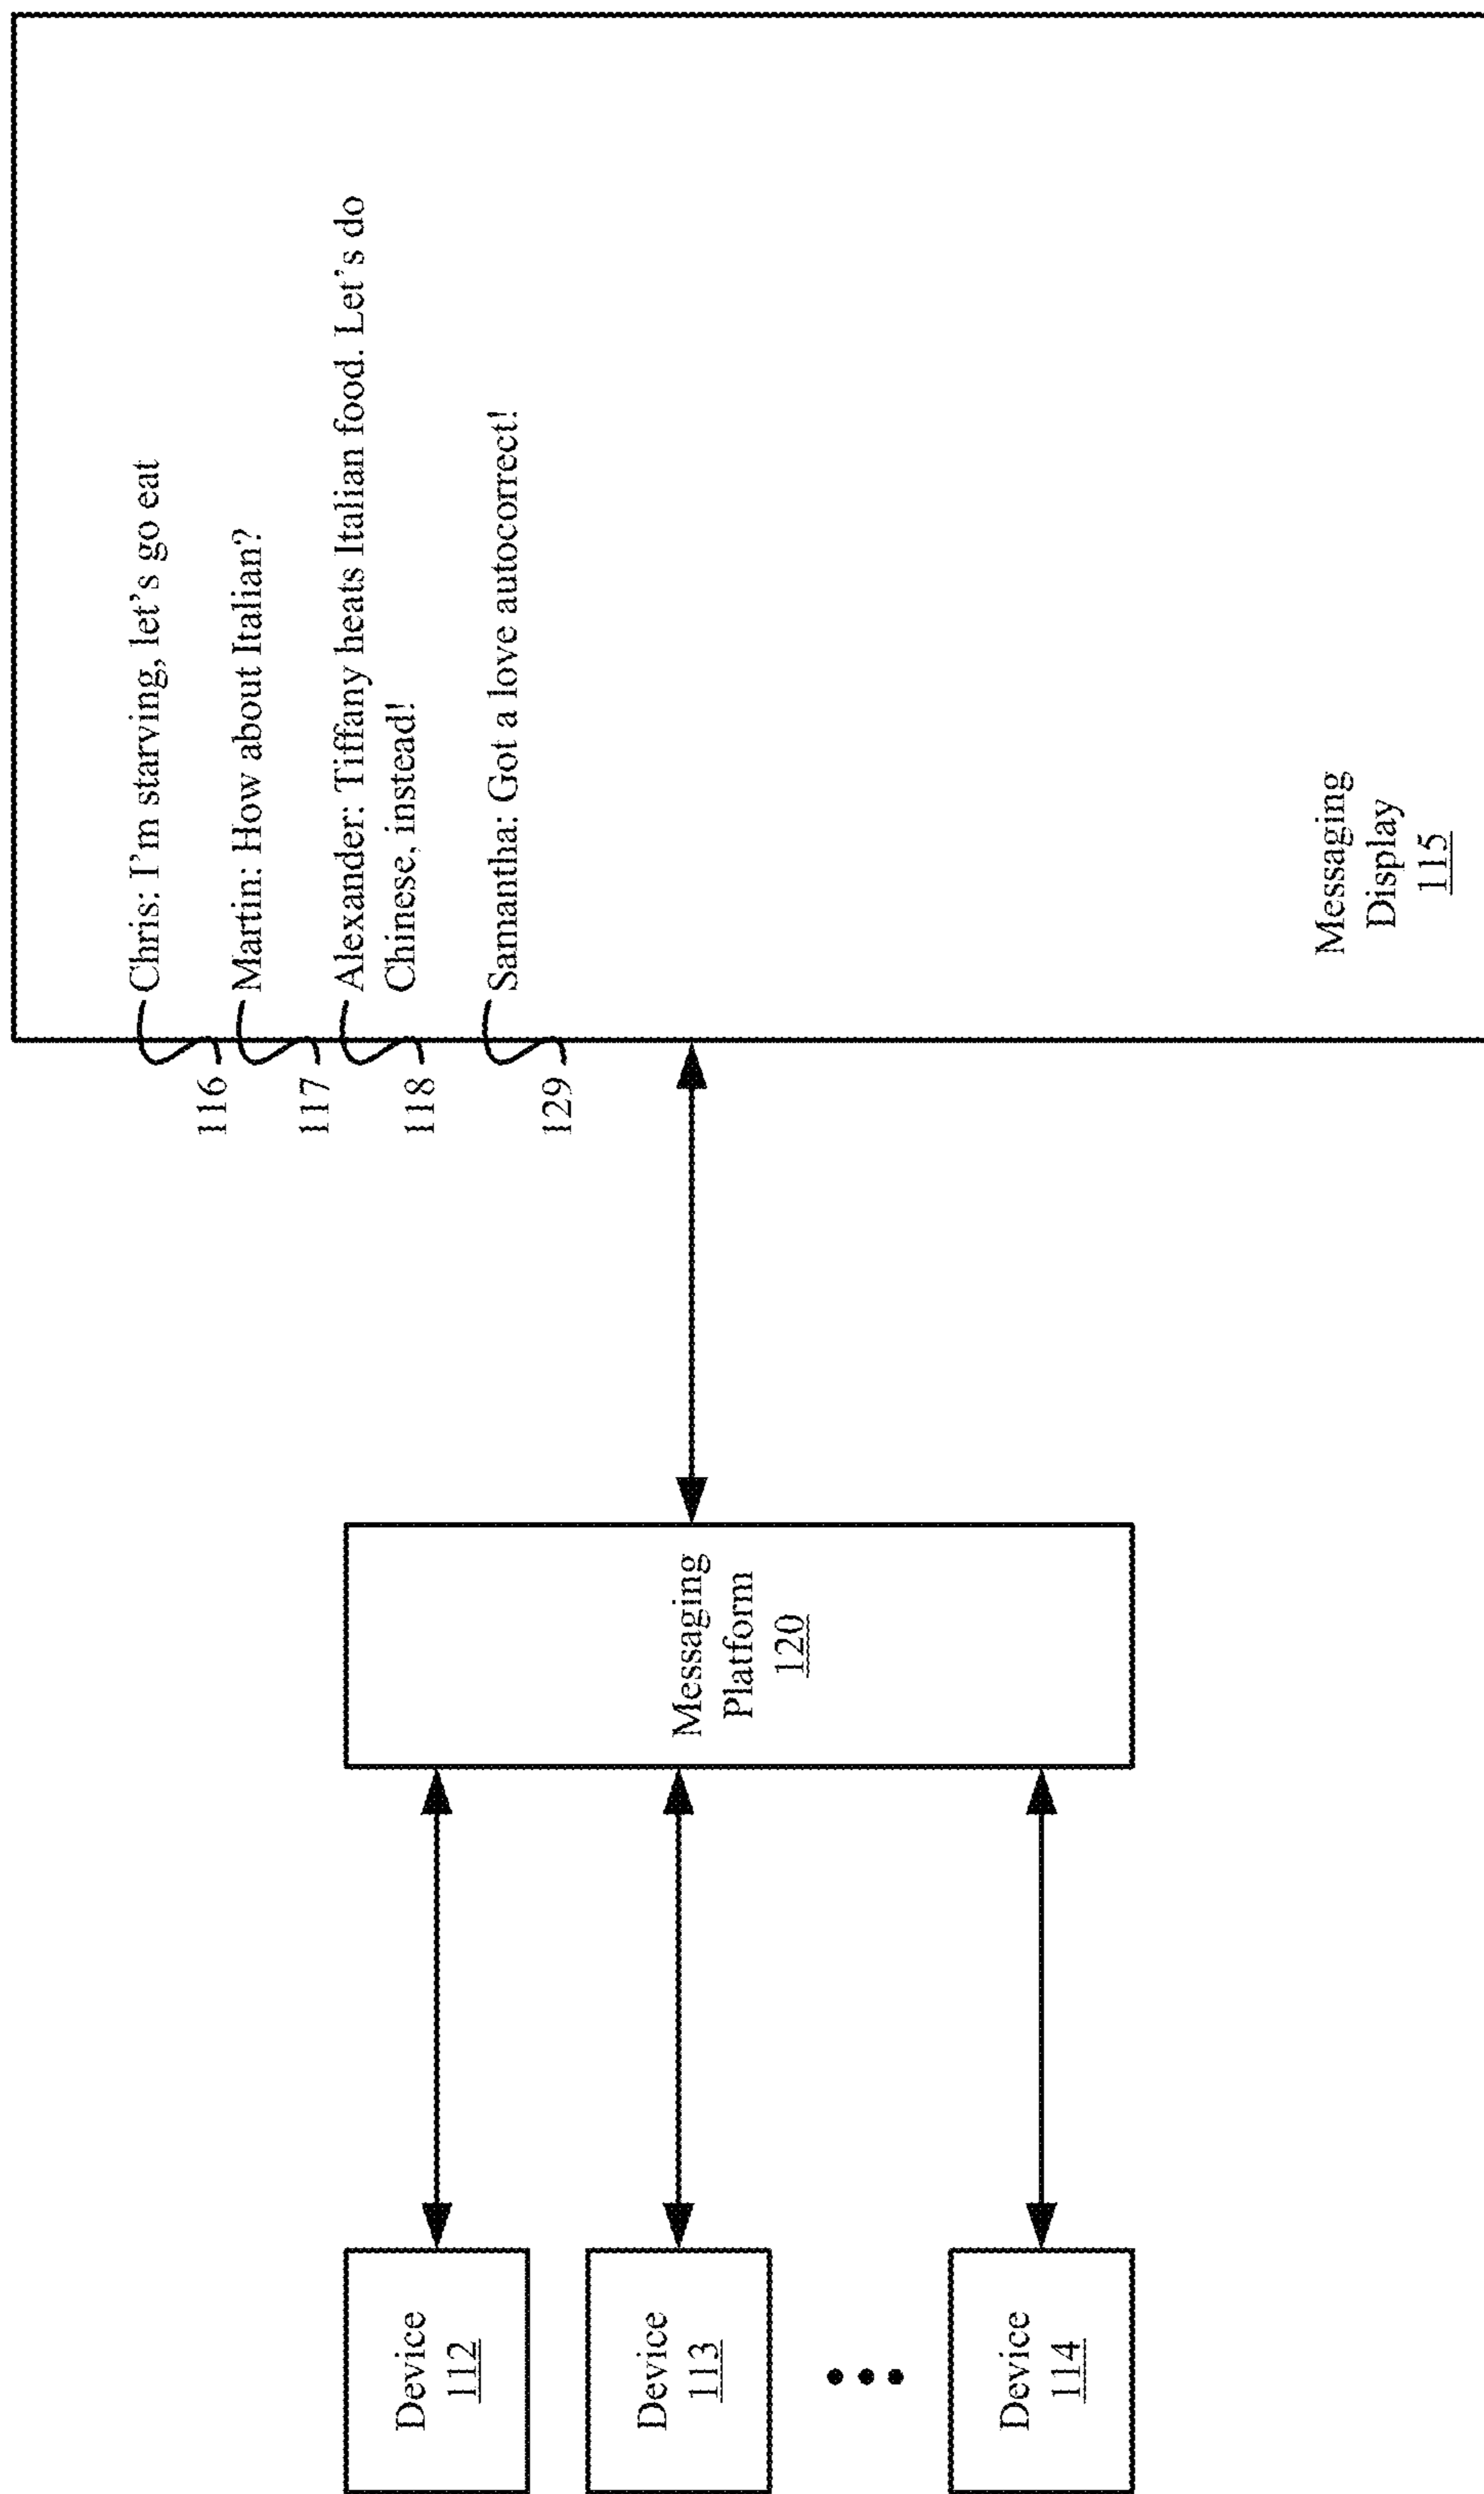 Device
112
Device
113
Device
114
Messaging
Platform
120
116
117
118
129
Chris: I'm starving, let's go eat
Martin: How about Italian?
Alexander: Tiffany heats Italian food. Let's do
Chinese, instead!
Samantha: Got a love autocorrect!
Messaging
Display
115